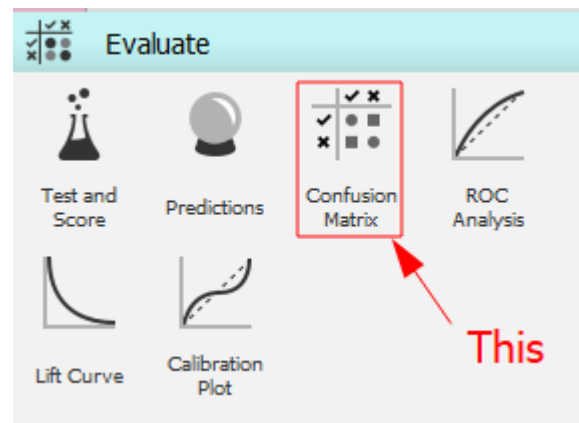 Evaluate
Test and
Score
Predictions
Confusion
Matrix
ROC
Analysis
Lift Curve
Calibration
Plot
This